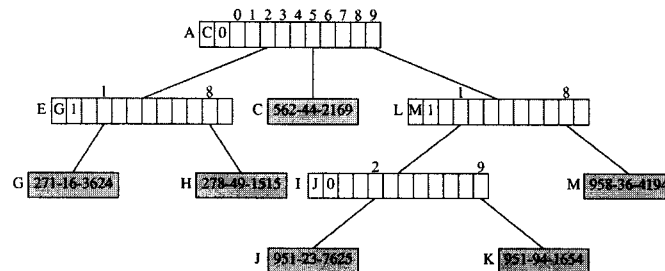 0 1 2 3 4 5 6 7 8 9
A C 0
1 8 1 8
E G 1 C 562-44-2169 L M 1
2 9
G 271-16-3624 H 278-49-1515 I J 0 M 958-36-4194
J 951-23-7625 K 951-94-1654